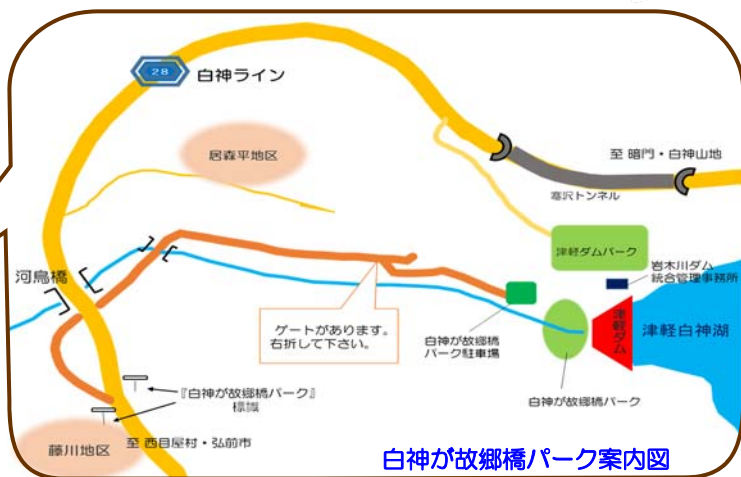 28
白神ライン
居森平地区
至 暗門・白神山地
寒沢トンネル
津軽ダムパーク
岩木川ダム
統合管理事務所
河鳥橋
ゲートがあります。
右折して下さい。
白神が故郷橋
パーク駐車場
津軽ダム
津軽白神湖
白神が故郷橋パーク
『白神が故郷橋パーク』
標識
藤川地区
至 西目屋村・弘前市
白神が故郷橋パーク案内図